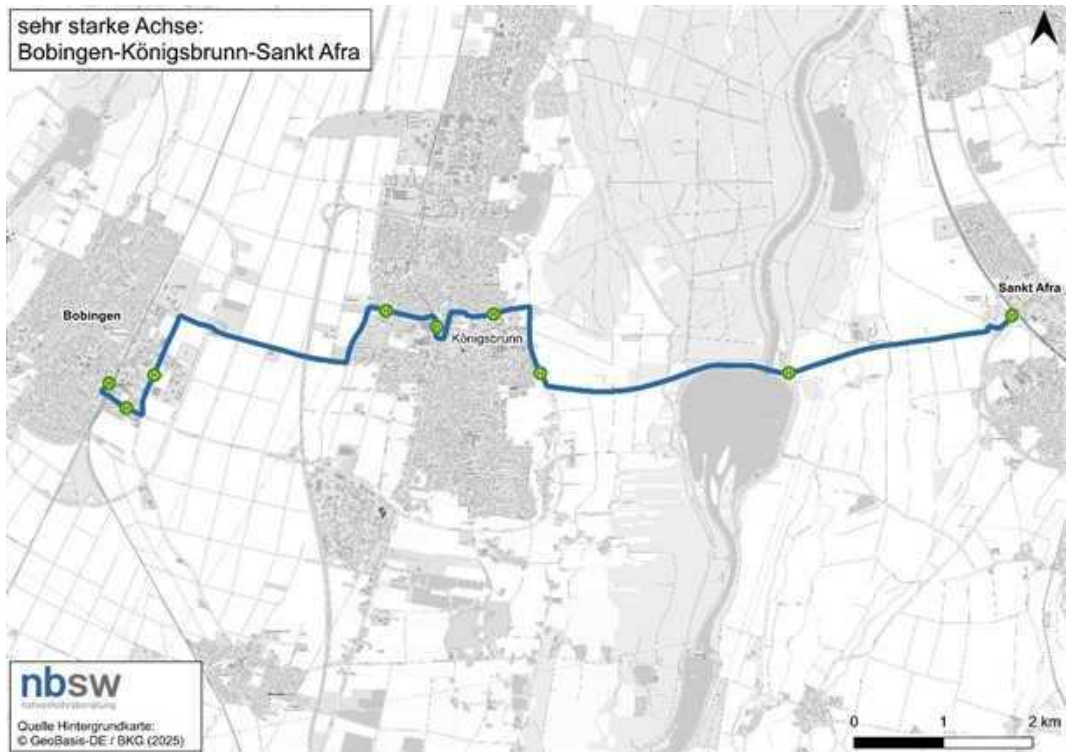 sehr starke Achse:
Bobingen-Königsbrunn-Sankt Afra
Sankt Afra
Bobingen
Königsbrunn
nbsw
nahverkehrsberatung
Quelle Hintergrundkarte:
© GeoBasis-DE / BKG (2025)
0 1 2 km